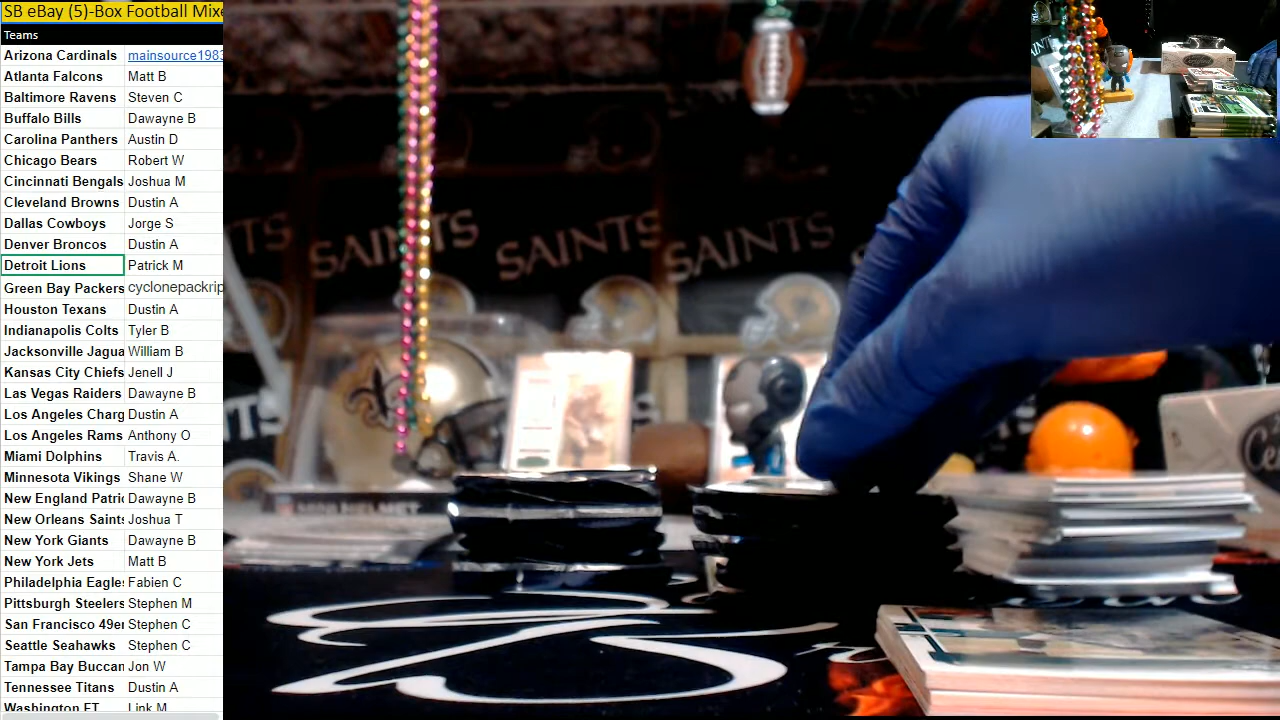 SB eBay (5)-Box Football Mixe
Teams
Arizona Cardinals mainsource1983
Atlanta Falcons Matt B
Baltimore Ravens Steven C
Buffalo Bills Dawayne B
Carolina Panthers Austin D
Chicago Bears Robert W
Cincinnati Bengals Joshua M
Cleveland Browns Dustin A
Dallas Cowboys Jorge S
Denver Broncos Dustin A
Detroit Lions Patrick M
Green Bay Packers cyclonepackrip
Houston Texans Dustin A
Indianapolis Colts Tyler B
Jacksonville Jagua William B
Kansas City Chiefs Jenell J
Las Vegas Raiders Dawayne B
Los Angeles Charg Dustin A
Los Angeles Rams Anthony O
Miami Dolphins Travis A.
Minnesota Vikings Shane W
New England Patric Dawayne B
New Orleans Saints Joshua T
New York Giants Dawayne B
New York Jets Matt B
Philadelphia Eagle Fabien C
Pittsburgh Steelers Stephen M
San Francisco 49er Stephen C
Seattle Seahawks Stephen C
Tampa Bay Buccan Jon W
Tennessee Titans Dustin A
Washington FT Link M
SAINTS SAINTS SAINTS